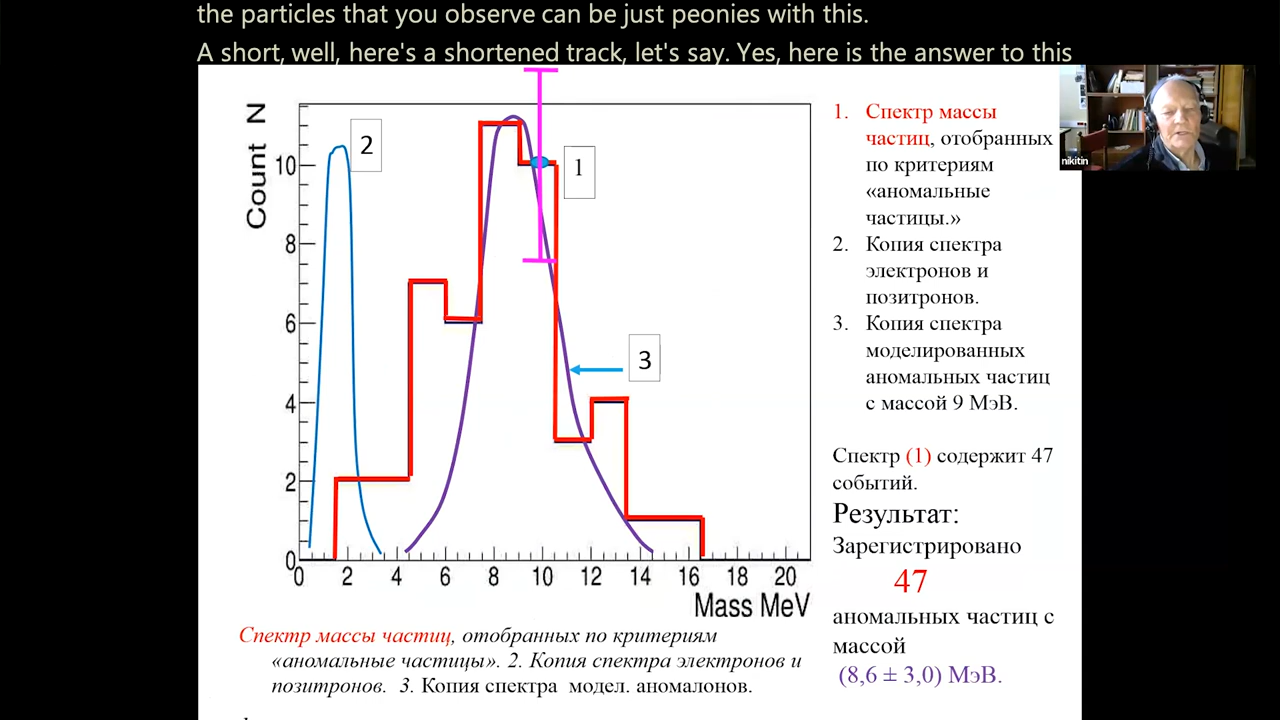 the particles that you observe can be just peonies with this.
A short, well, here's a shortened track, let's say. Yes, here is the answer to this
Count N
10
8
6
4
2
0
0 2 4 6 8 10 12 14 16 18 20
Mass MeV
2
1
3
1. Спектр массы
частиц, отобранных
по критериям
«аномальные
частицы.»
2. Копия спектра
электронов и
позитронов.
3. Копия спектра
моделированных
аномальных частиц
с массой 9 МэВ.
Спектр (1) содержит 47
событий.
Результат:
Зарегистрировано
47
аномальных частиц с
массой
(8,6 ± 3,0) МэВ.
Спектр массы частиц, отобранных по критериям
«аномальные частицы». 2. Копия спектра электронов и
позитронов. 3. Копия спектра модел. аномалонов.
nikitin